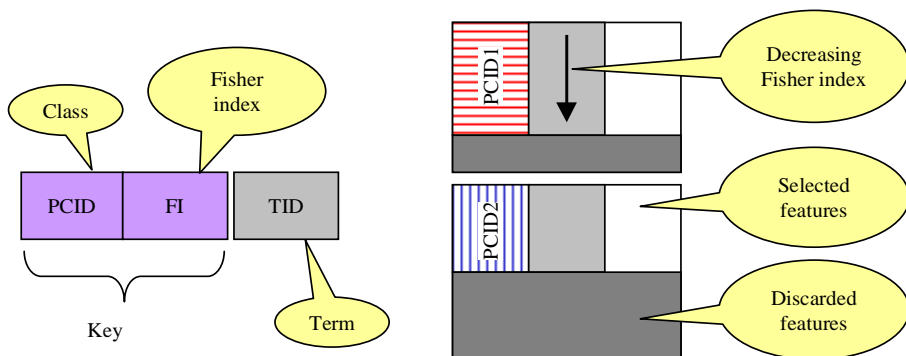 Class
Fisher
index
PCID
FI
TID
Key
Term
PCID1
Decreasing
Fisher index
PCID2
Selected
features
Discarded
features